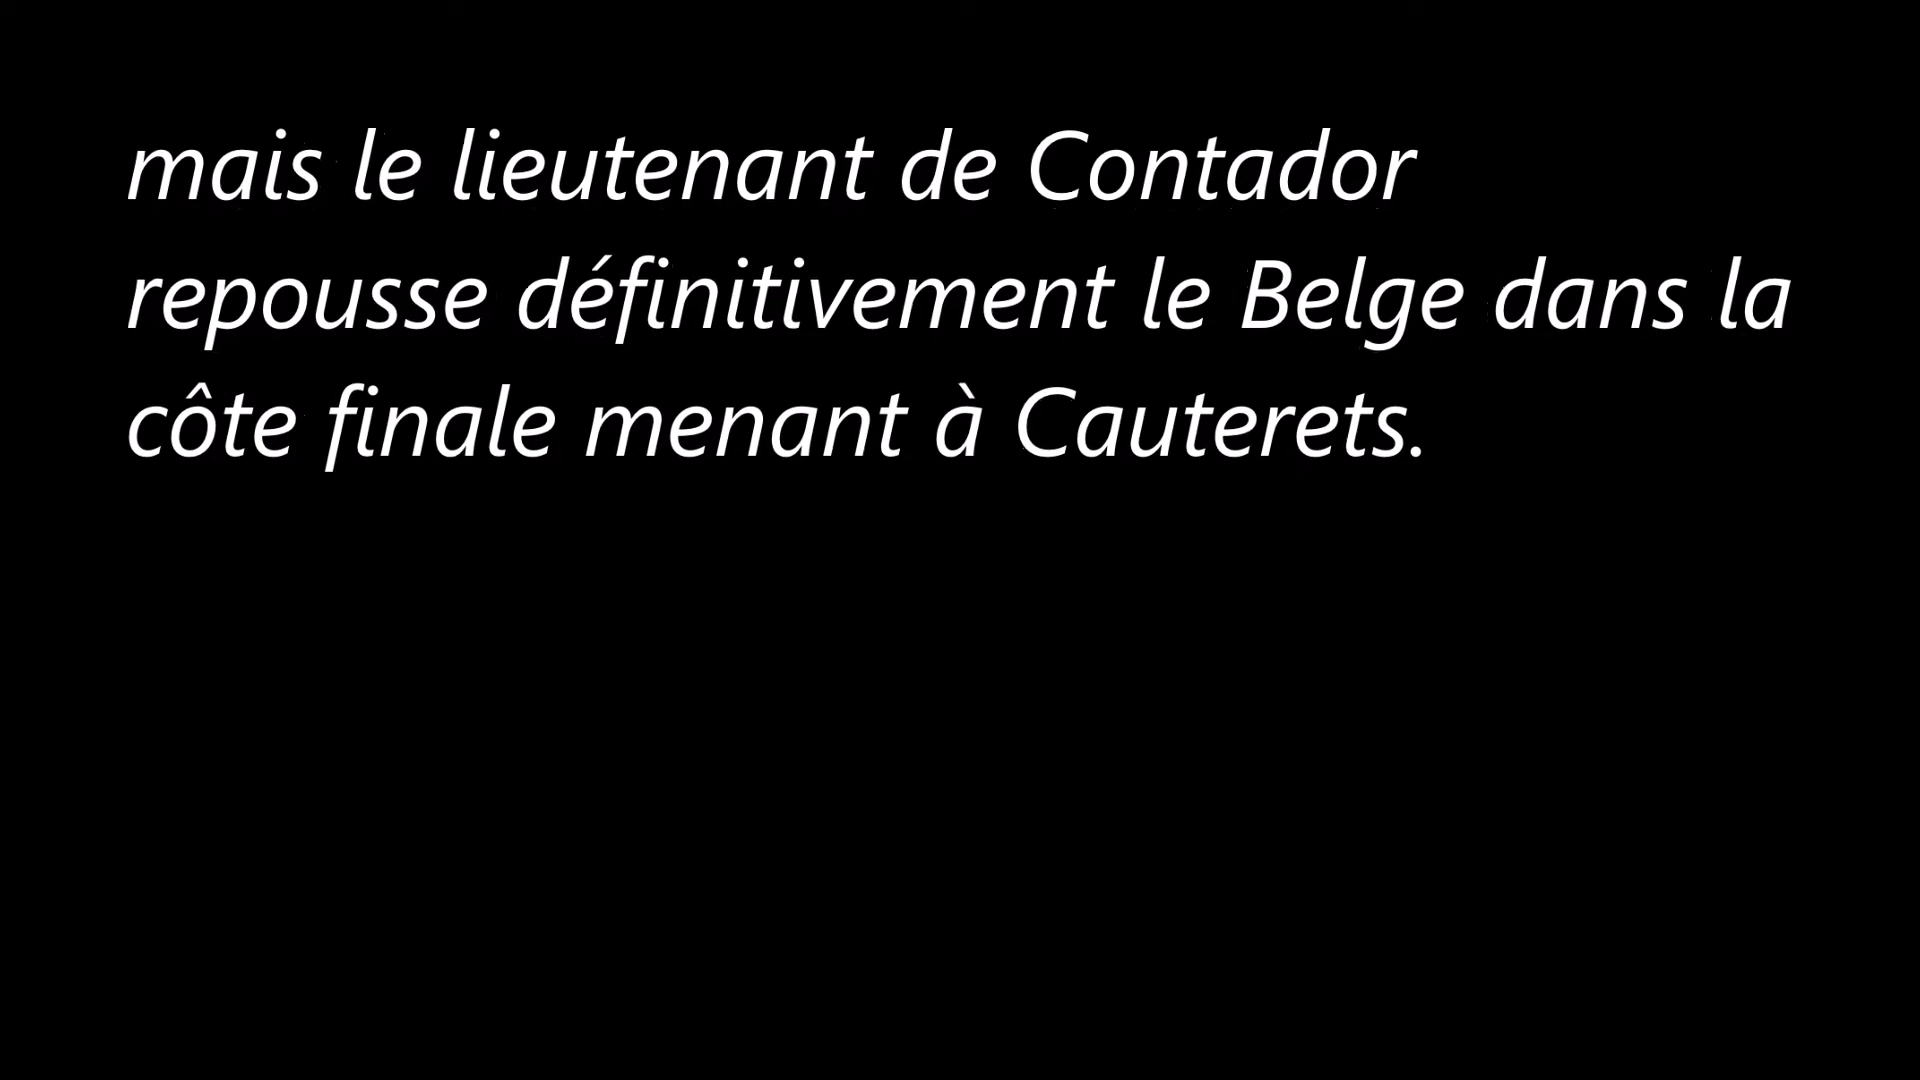 mais le lieutenant de Contador
repousse définitivement le Belge dans la
côte finale menant à Cauterets.